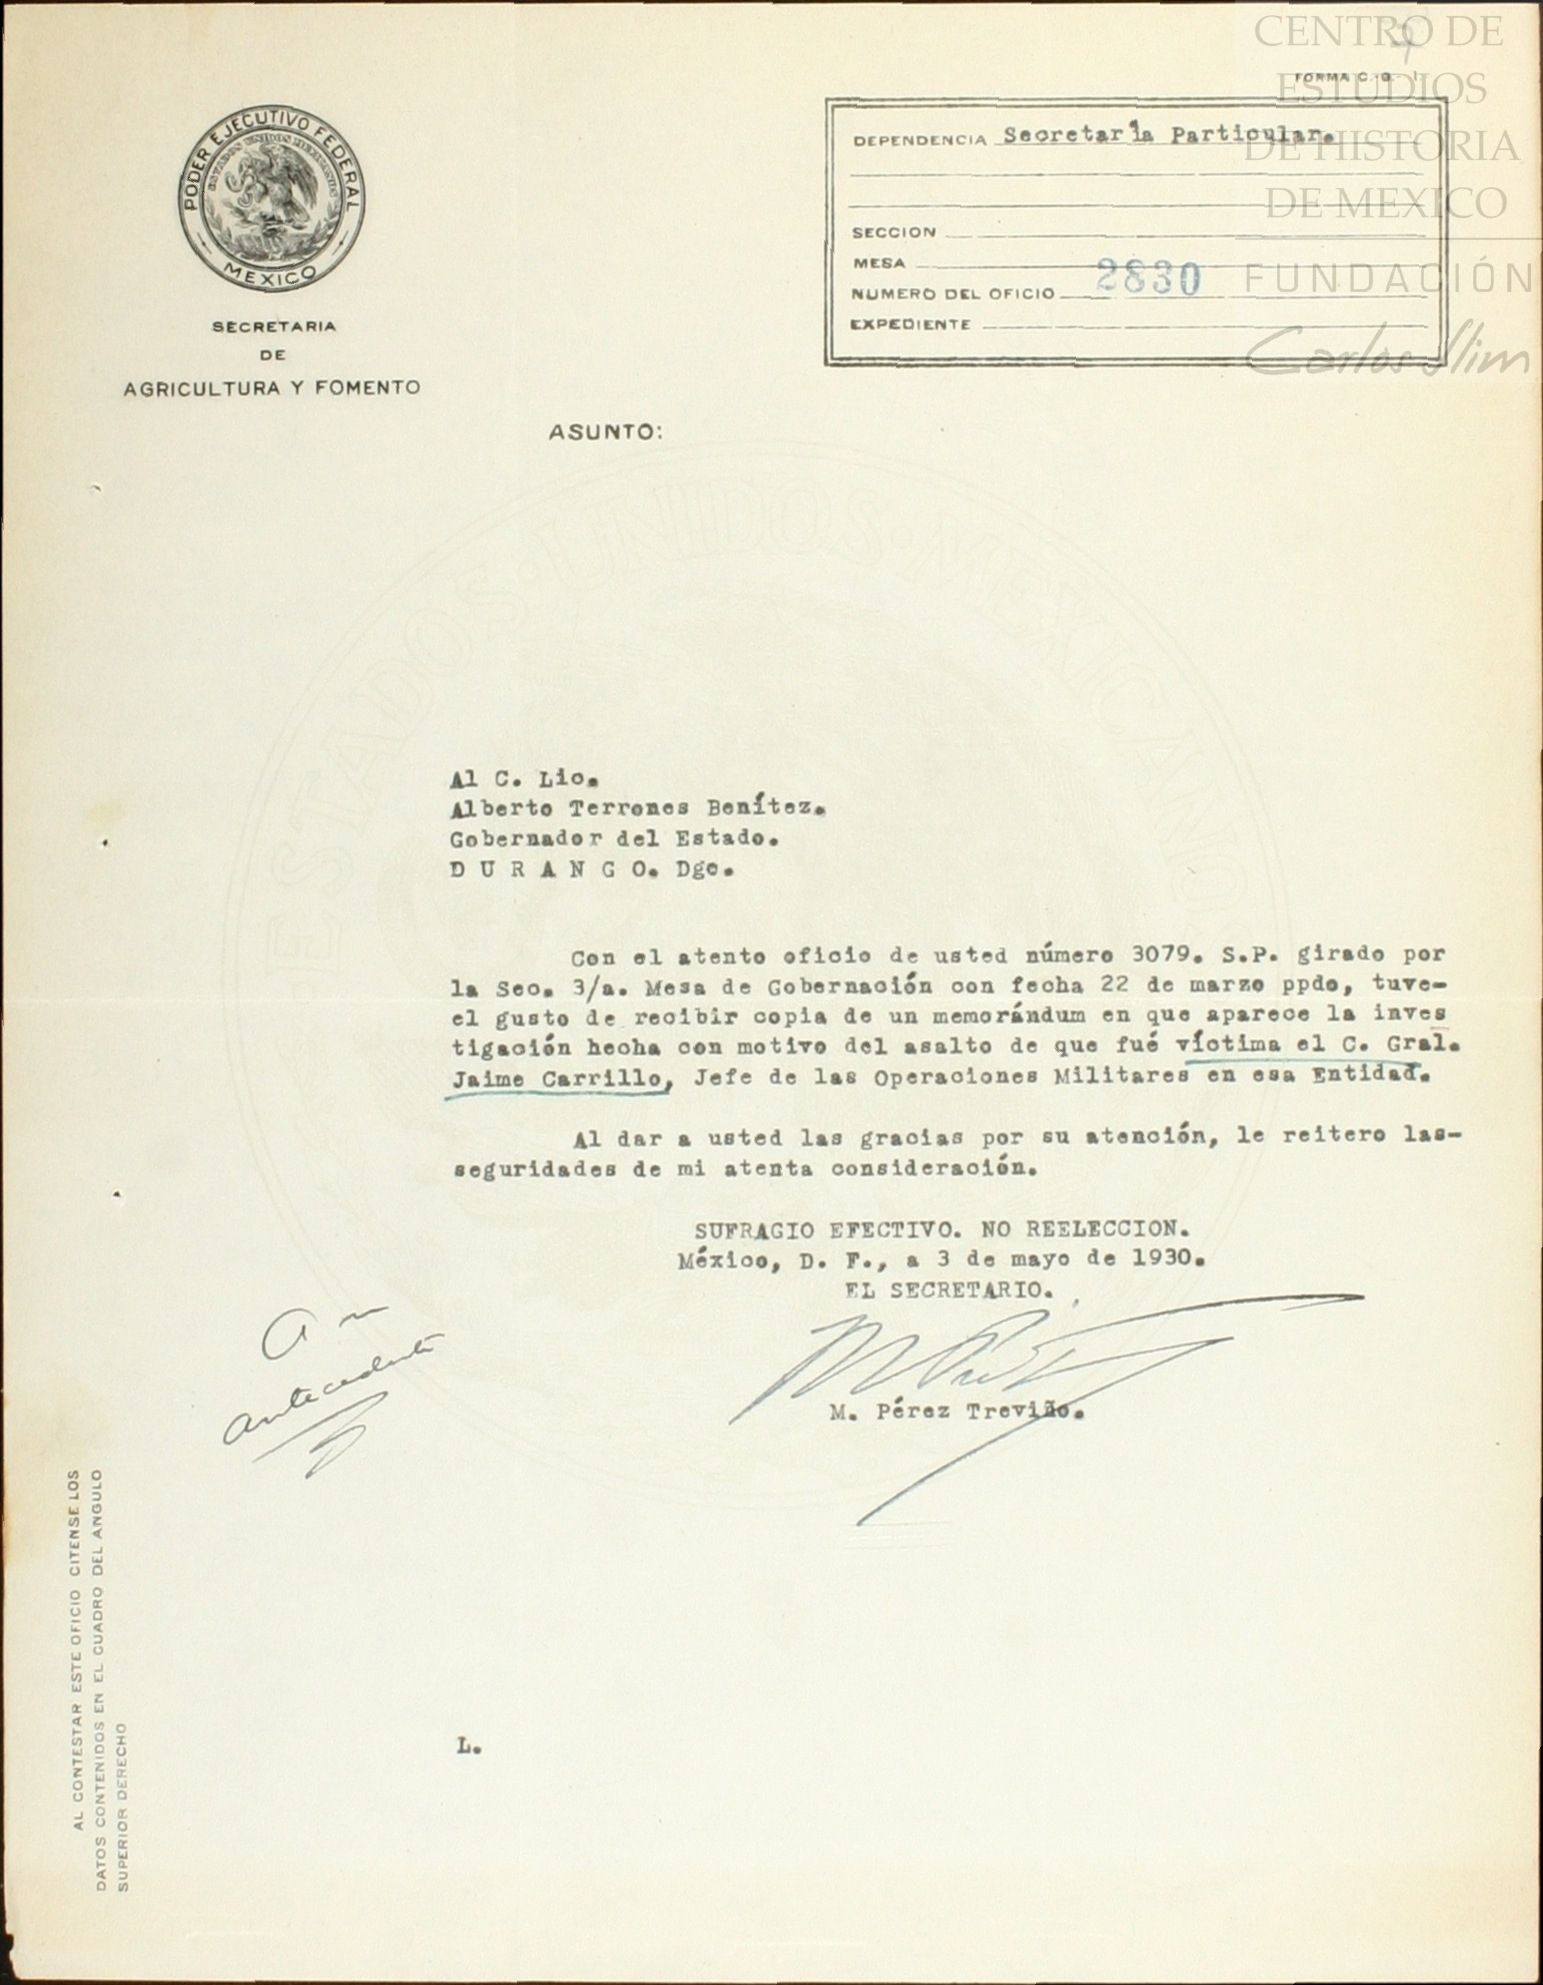 CENTRO DE
ESTUDIOS
DE HISTORIA
DE MEXICO
FUNDACIÓN
Carlos Slim
FORMA C. G. 1
PODER EJECUTIVO FEDERAL
ESTADOS UNIDOS MEXICANOS
MEXICO
SECRETARIA
DE
AGRICULTURA Y FOMENTO
DEPENDENCIA Secretaría Particular.
SECCION
MESA
NUMERO DEL OFICIO 2830
EXPEDIENTE
ASUNTO:
ESTADOS UNIDOS MEXICANOS
Al C. Lic.
Alberto Terrones Benítez.
Gobernador del Estado.
D U R A N G O. Dgo.
Con el atento oficio de usted número 3079. S.P. girado por
la Sec. 3/a. Mesa de Gobernación con fecha 22 de marzo ppdo, tuve-
el gusto de recibir copia de un memorándum en que aparece la inves
tigación hecha con motivo del asalto de que fué víctima el C. Gral.
Jaime Carrillo, Jefe de las Operaciones Militares en esa Entidad.
Al dar a usted las gracias por su atención, le reitero las-
seguridades de mi atenta consideración.
SUFRAGIO EFECTIVO. NO REELECCION.
México, D. F., a 3 de mayo de 1930.
EL SECRETARIO.
M. Pérez Treviño.
A
antecedente
L.
AL CONTESTAR ESTE OFICIO CITENSE LOS
DATOS CONTENIDOS EN EL CUADRO DEL ANGULO
SUPERIOR DERECHO